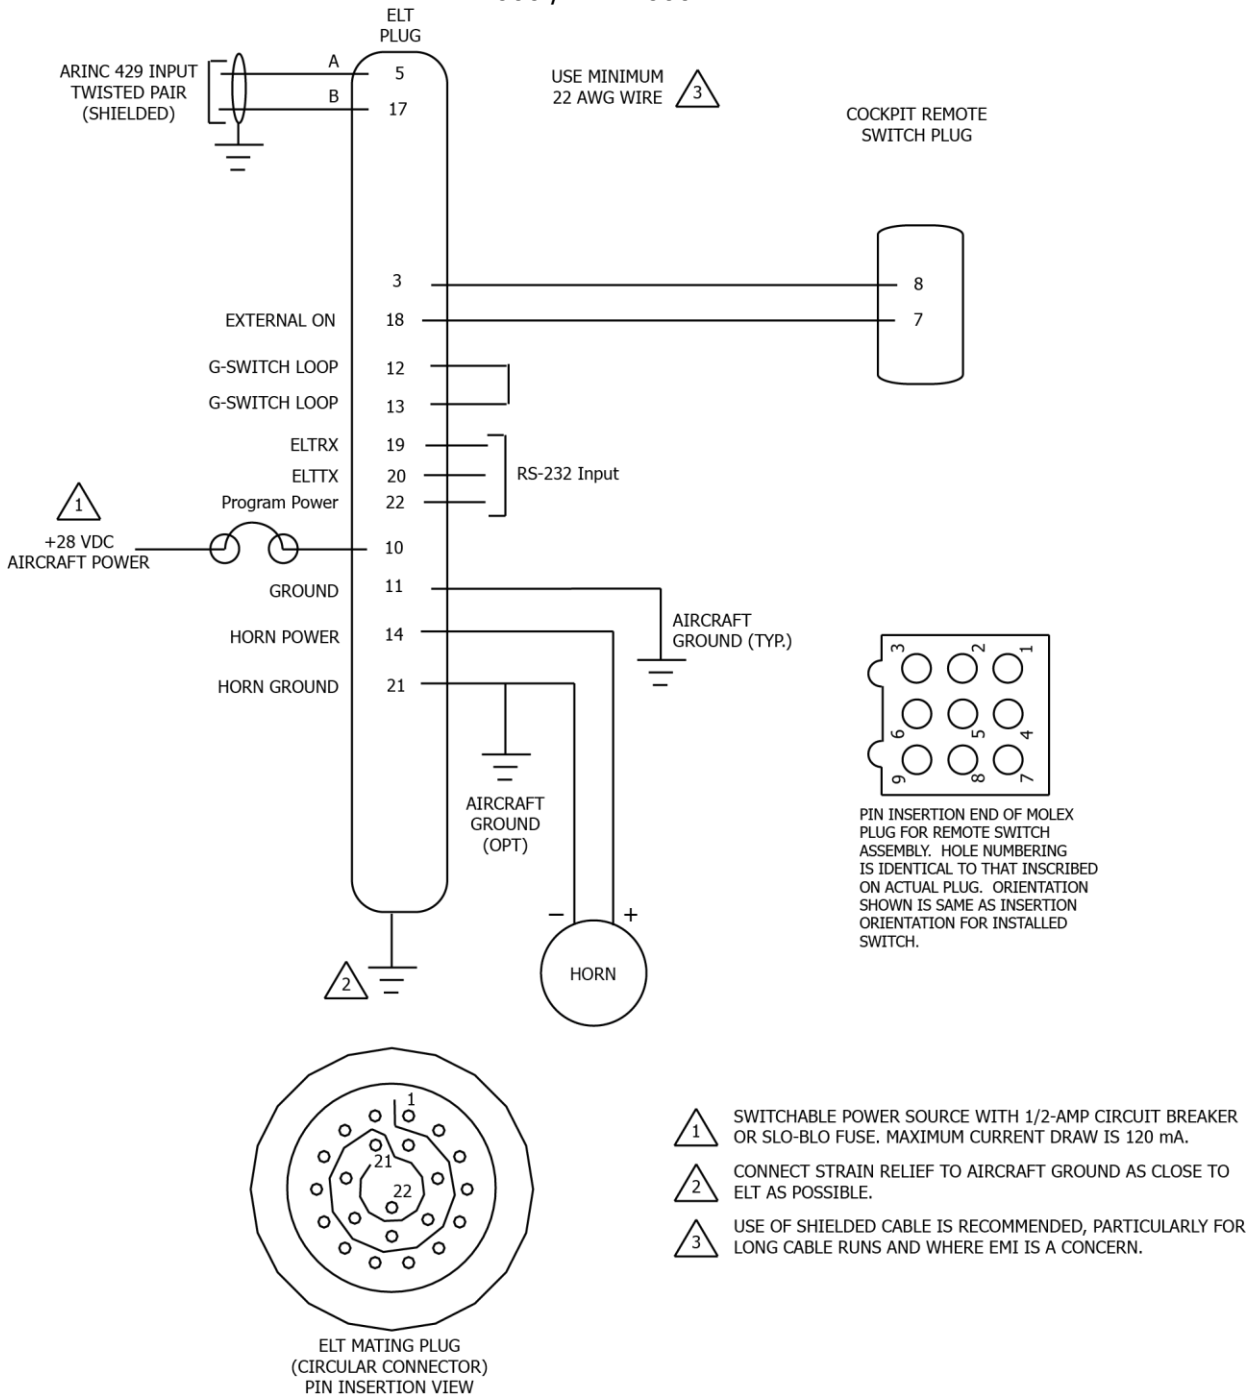 ELT
PLUG
ARINC 429 INPUT
TWISTED PAIR
(SHIELDED)
A
5
B
17
USE MINIMUM
22 AWG WIRE
3
COCKPIT REMOTE
SWITCH PLUG
3
8
EXTERNAL ON
18
7
G-SWITCH LOOP
12
G-SWITCH LOOP
13
ELTRX
19
ELTTX
20
RS-232 Input
Program Power
22
1
+28 VDC
AIRCRAFT POWER
10
GROUND
11
AIRCRAFT
GROUND (TYP.)
HORN POWER
14
HORN GROUND
21
AIRCRAFT
GROUND
(OPT)
3
2
1
6
5
4
9
8
7
PIN INSERTION END OF MOLEX
PLUG FOR REMOTE SWITCH
ASSEMBLY. HOLE NUMBERING
IS IDENTICAL TO THAT INSCRIBED
ON ACTUAL PLUG. ORIENTATION
SHOWN IS SAME AS INSERTION
ORIENTATION FOR INSTALLED
SWITCH.
− +
HORN
2
1
21
22
ELT MATING PLUG
(CIRCULAR CONNECTOR)
PIN INSERTION VIEW
1
SWITCHABLE POWER SOURCE WITH 1/2-AMP CIRCUIT BREAKER
OR SLO-BLO FUSE. MAXIMUM CURRENT DRAW IS 120 mA.
2
CONNECT STRAIN RELIEF TO AIRCRAFT GROUND AS CLOSE TO
ELT AS POSSIBLE.
3
USE OF SHIELDED CABLE IS RECOMMENDED, PARTICULARLY FOR
LONG CABLE RUNS AND WHERE EMI IS A CONCERN.